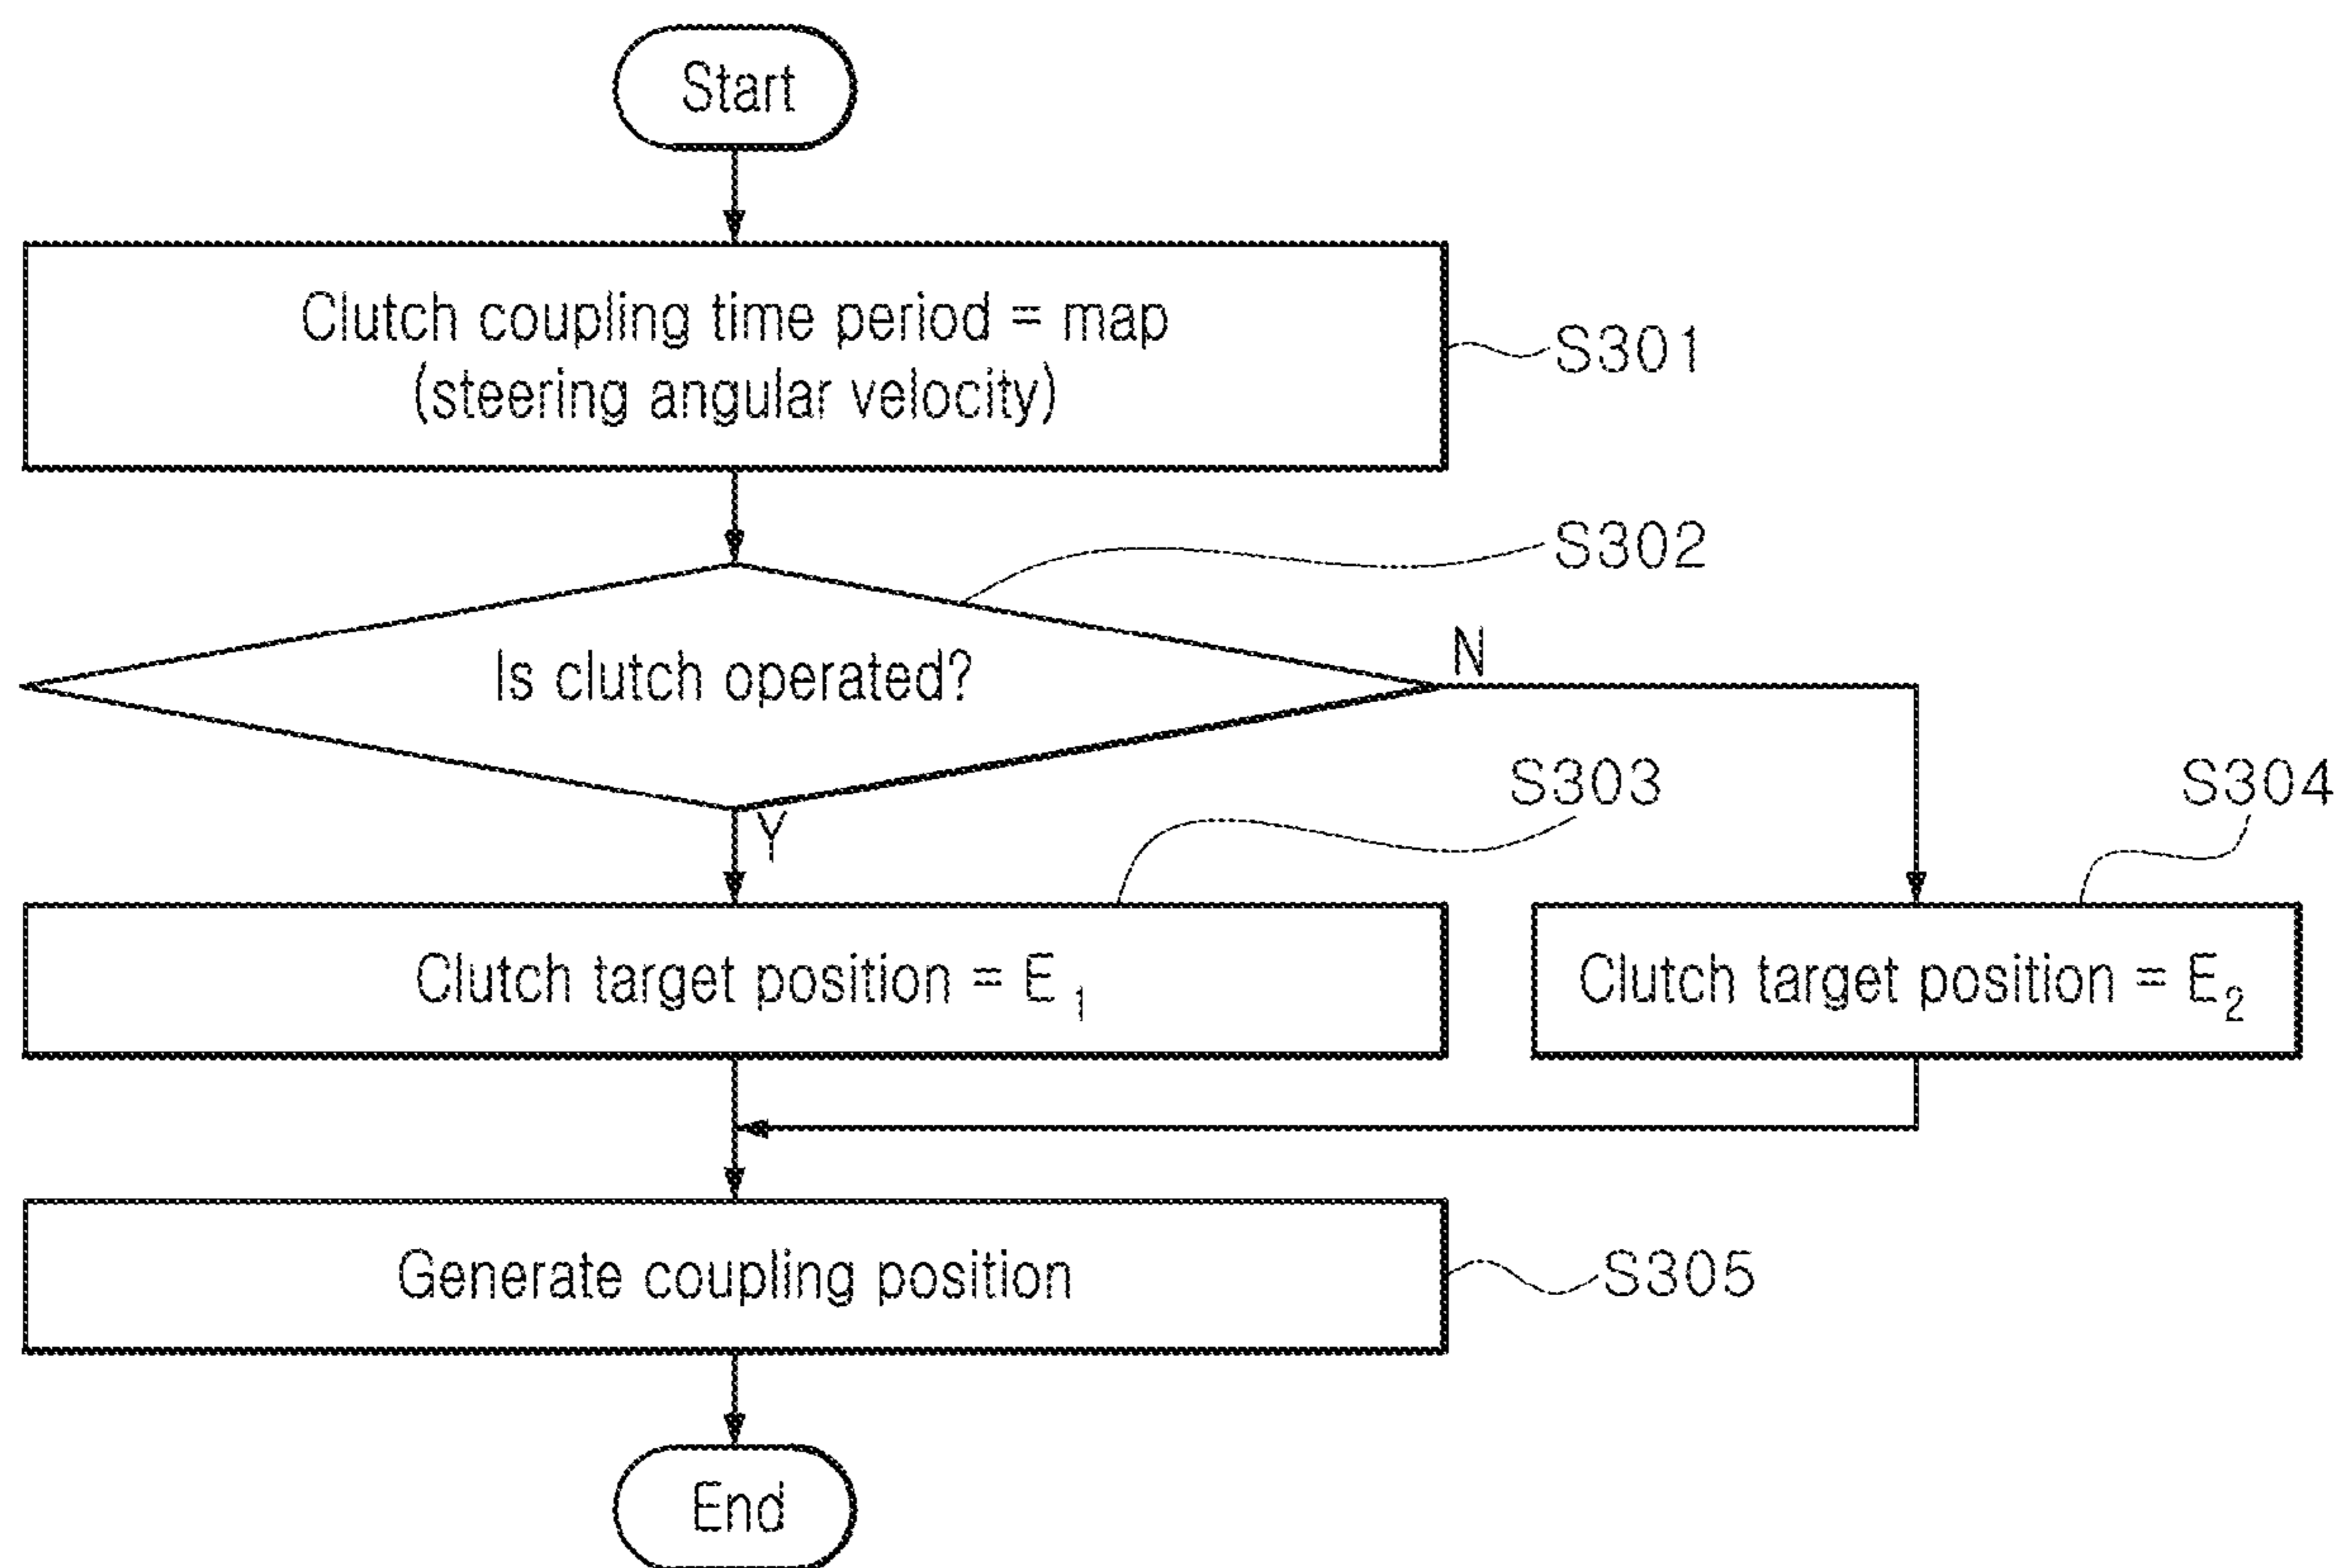 Start
Clutch coupling time period = map
(steering angular velocity)
S301
S302
Is clutch operated?
N
Y
S303
S304
Clutch target position = E₁
Clutch target position = E₂
Generate coupling position
S305
End